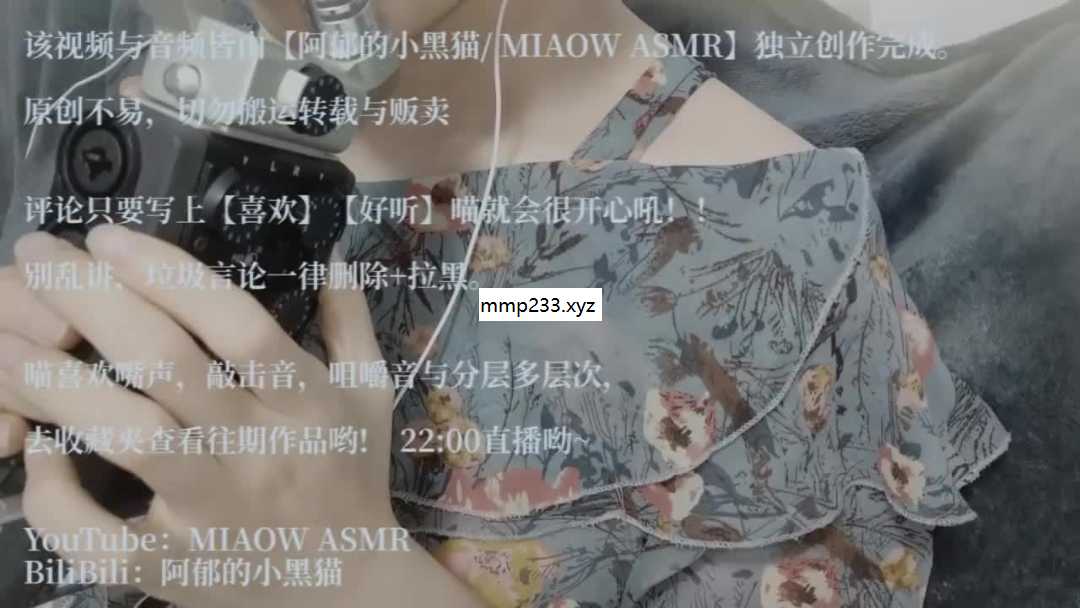 该视频与音频皆由【阿郁的小黑猫/ MIAOW ASMR】独立创作完成。
原创不易，切勿搬运转载与贩卖
评论只要写上【喜欢】【好听】喵就会很开心吼！！
别乱讲，垃圾言论一律删除+拉黑。
mmp233.xyz
喵喜欢嘴声，敲击音，咀嚼音与分层多层次，
去收藏夹查看往期作品哟！ 22:00直播呦~
YouTube：MIAOW ASMR
BiliBili：阿郁的小黑猫